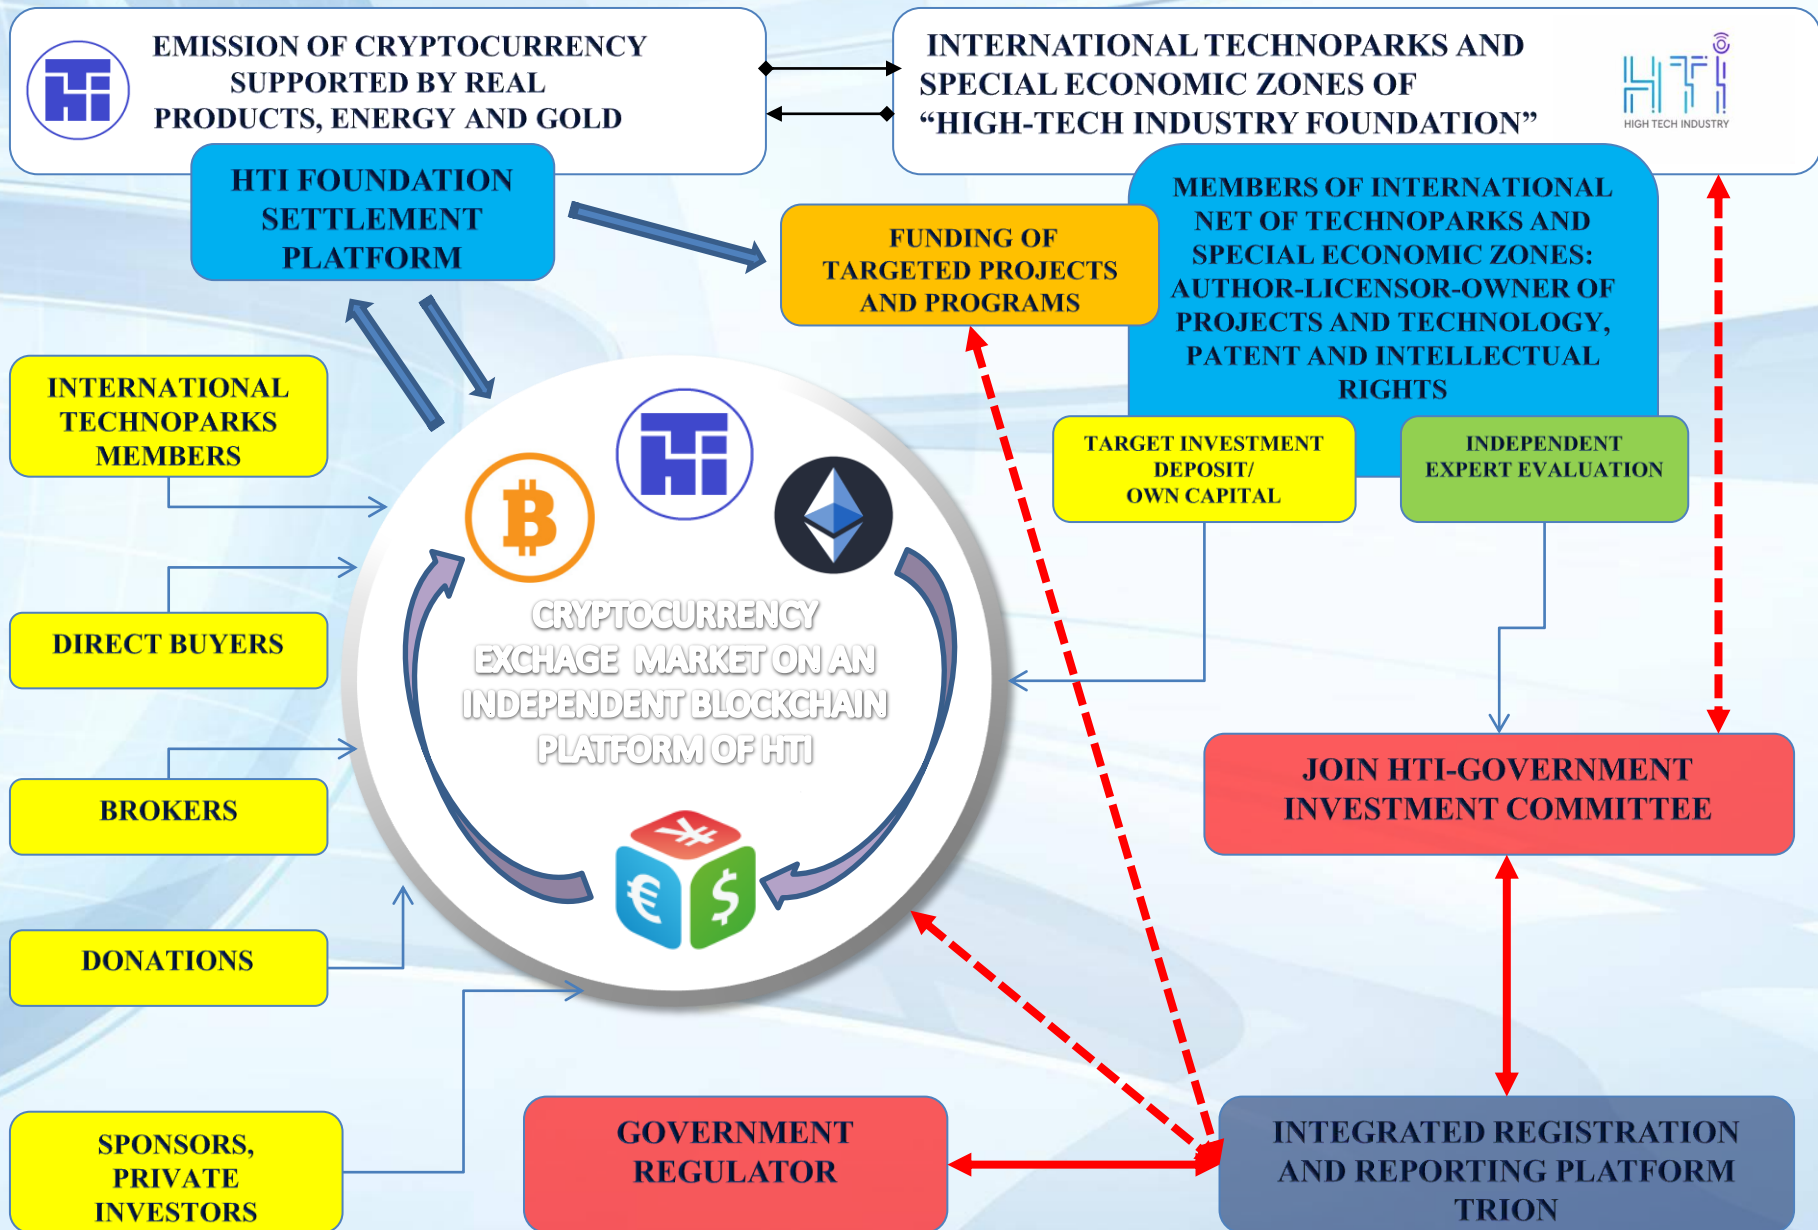 EMISSION OF CRYPTOCURRENCY
SUPPORTED BY REAL
PRODUCTS, ENERGY AND GOLD
INTERNATIONAL TECHNOPARKS AND
SPECIAL ECONOMIC ZONES OF
“HIGH-TECH INDUSTRY FOUNDATION”
HTI
HIGH TECH INDUSTRY
HTI FOUNDATION
SETTLEMENT
PLATFORM
FUNDING OF
TARGETED PROJECTS
AND PROGRAMS
MEMBERS OF INTERNATIONAL
NET OF TECHNOPARKS AND
SPECIAL ECONOMIC ZONES:
AUTHOR-LICENSOR-OWNER OF
PROJECTS AND TECHNOLOGY,
PATENT AND INTELLECTUAL
RIGHTS
INTERNATIONAL
TECHNOPARKS
MEMBERS
TARGET INVESTMENT
DEPOSIT/
OWN CAPITAL
INDEPENDENT
EXPERT EVALUATION
DIRECT BUYERS
CRYPTOCURRENCY
EXCHAGE MARKET ON AN
INDEPENDENT BLOCKCHAIN
PLATFORM OF HTI
BROKERS
JOIN HTI-GOVERNMENT
INVESTMENT COMMITTEE
DONATIONS
SPONSORS,
PRIVATE
INVESTORS
GOVERNMENT
REGULATOR
INTEGRATED REGISTRATION
AND REPORTING PLATFORM
TRION